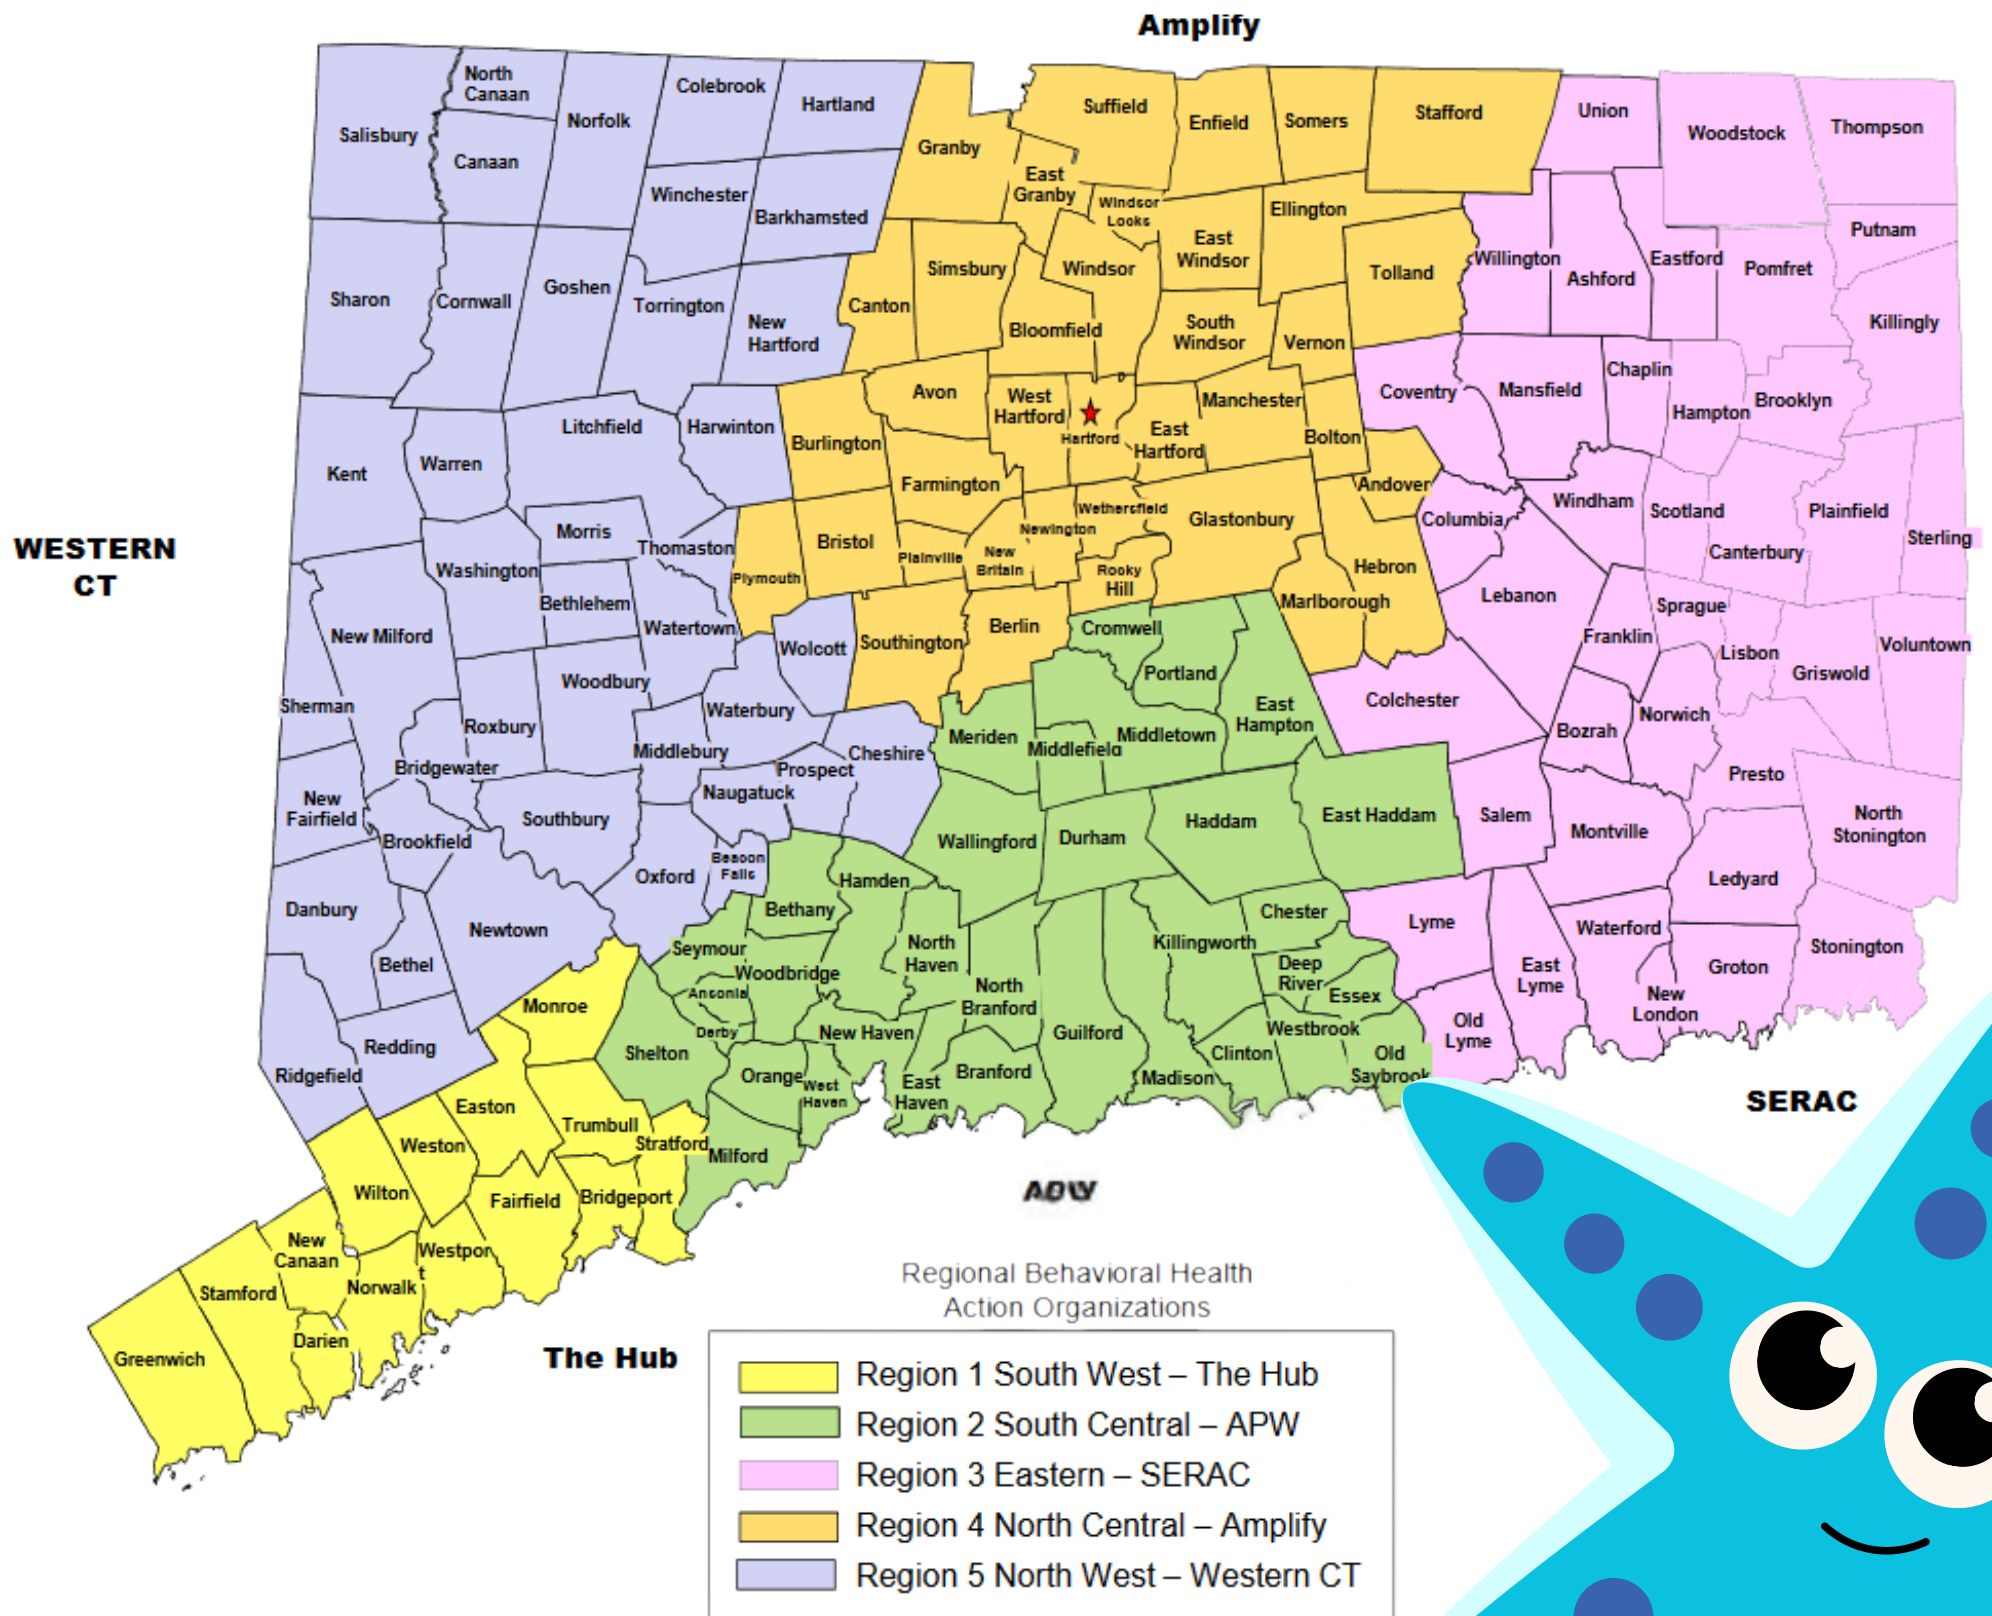 Amplify
North
Canaan
Colebrook
Hartland
Norfolk
Salisbury
Canaan
Suffield
Enfield
Somers
Stafford
Union
Woodstock
Thompson
Granby
East
Granby
Winchester
Barkhamsted
Windsor
Looks
Ellington
Putnam
Sharon
Cornwall
Goshen
Torrington
New
Hartford
Canton
Simsbury
Windsor
East
Windsor
Tolland
Willington
Ashford
Eastford
Pomfret
Killingly
Bloomfield
South
Windsor
Vernon
Avon
West
Hartford
Hartford
Manchester
East
Hartford
Bolton
Coventry
Mansfield
Chaplin
Hampton
Brooklyn
Kent
Warren
Litchfield
Harwinton
Burlington
Farmington
Andover
Windham
Scotland
Plainfield
Sterling
Canterbury
Columbia
WESTERN
CT
Morris
Thomaston
Washington
Bethlehem
Plymouth
Bristol
Plainville
New
Britain
Newington
Wethersfield
Rooky
Hill
Glastonbury
Hebron
Marlborough
Lebanon
Sprague
Franklin
Lisbon
Griswold
Voluntown
New Milford
Watertown
Wolcott
Southington
Berlin
Cromwell
Portland
East
Hampton
Colchester
Bozrah
Norwich
Presto
Sherman
Woodbury
Roxbury
Waterbury
Middlebury
Bridgewater
Prospect
Cheshire
Naugatuck
Meriden
Middlefield
Middletown
New
Fairfield
Brookfield
Southbury
Oxford
Beacon
Falls
Wallingford
Durham
Haddam
East Haddam
Salem
Montville
North
Stonington
Ledyard
Danbury
Bethel
Newtown
Hamden
Bethany
Seymour
Woodbridge
Ansonia
Derby
North
Haven
North
Branford
Killingworth
Chester
Deep
River
Essex
Lyme
Waterford
East
Lyme
New
London
Groton
Stonington
Redding
Ridgefield
Monroe
Shelton
Orange
West
Haven
New Haven
East
Haven
Branford
Guilford
Madison
Clinton
Westbrook
Old
Saybrook
Old
Lyme
SERAC
Easton
Trumbull
Stratford
Milford
Weston
Wilton
Fairfield
Bridgeport
New
Canaan
Westpor
t
Norwalk
Stamford
Darien
Greenwich
The Hub
Regional Behavioral Health
Action Organizations
Region 1 South West – The Hub
Region 2 South Central – APW
Region 3 Eastern – SERAC
Region 4 North Central – Amplify
Region 5 North West – Western CT